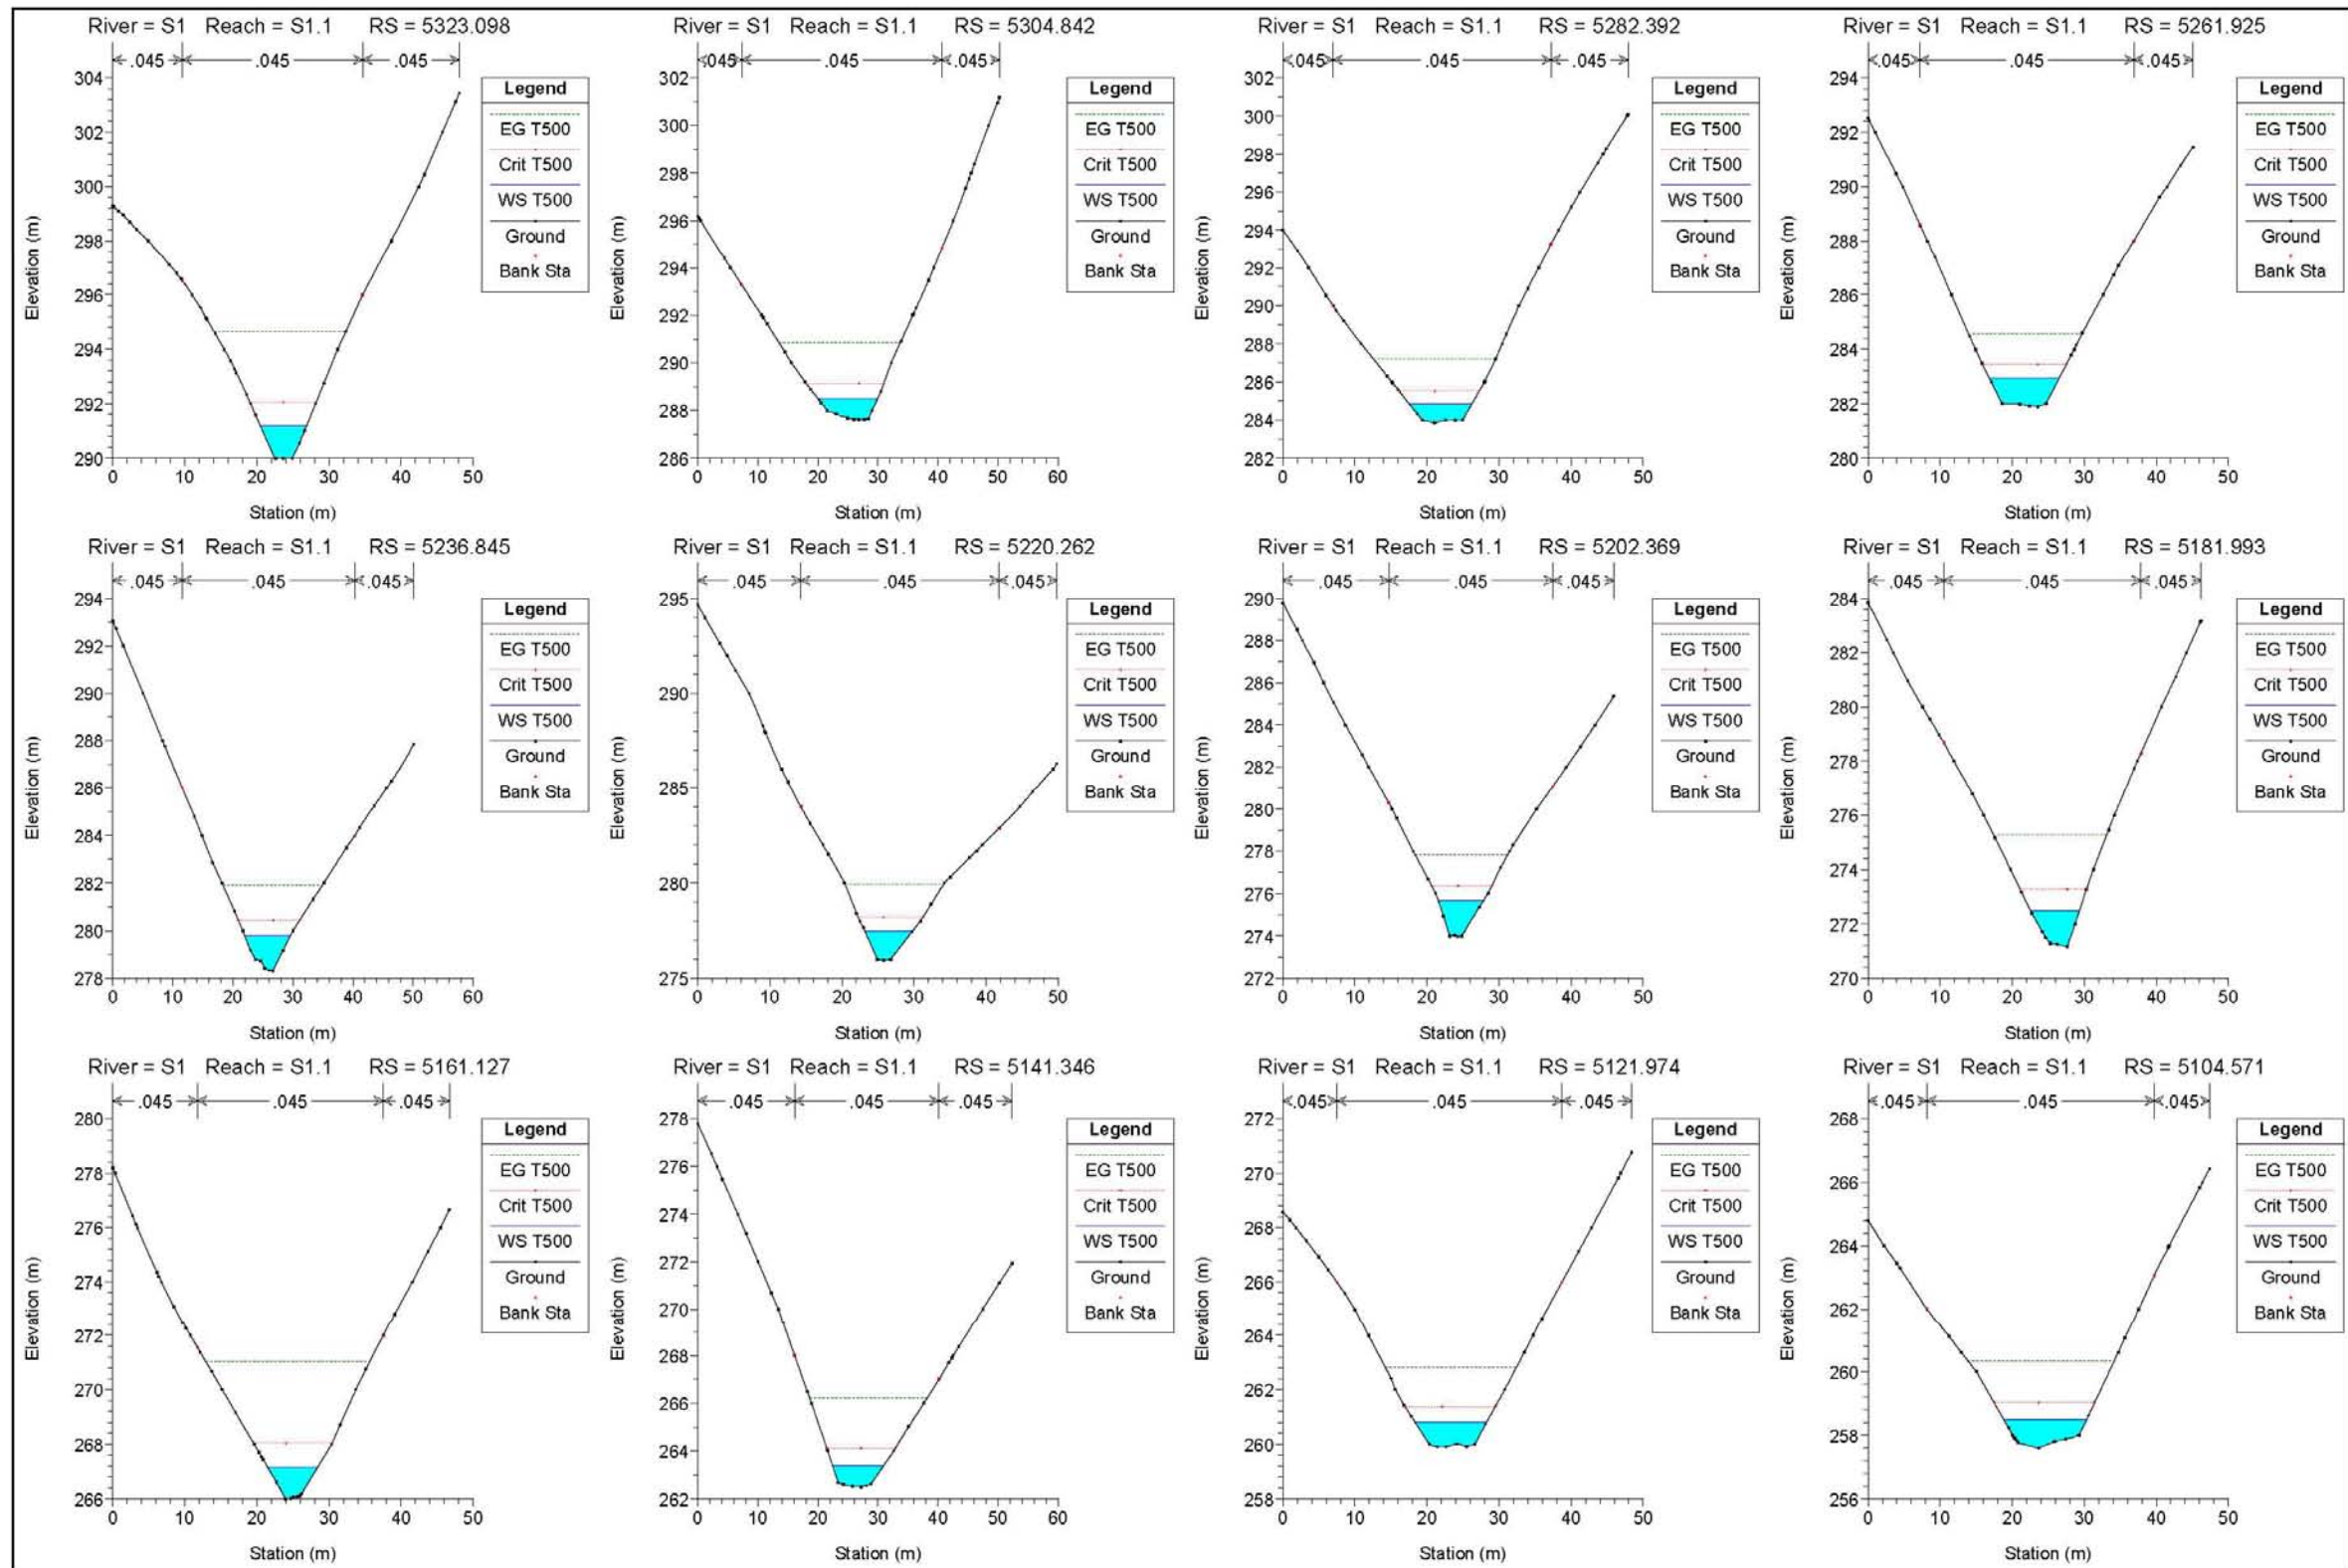 River = S1 Reach = S1.1 RS = 5323.098
.045 .045 .045
304
302
300
298
296
294
292
290
Elevation (m)
0 10 20 30 40 50
Station (m)
Legend
EG T500
Crit T500
WS T500
Ground
Bank Sta
River = S1 Reach = S1.1 RS = 5304.842
.045 .045 .045
302
300
298
296
294
292
290
288
286
Elevation (m)
0 10 20 30 40 50 60
Station (m)
Legend
EG T500
Crit T500
WS T500
Ground
Bank Sta
River = S1 Reach = S1.1 RS = 5282.392
.045 .045 .045
302
300
298
296
294
292
290
288
286
284
282
Elevation (m)
0 10 20 30 40 50
Station (m)
Legend
EG T500
Crit T500
WS T500
Ground
Bank Sta
River = S1 Reach = S1.1 RS = 5261.925
.045 .045 .045
294
292
290
288
286
284
282
280
Elevation (m)
0 10 20 30 40 50
Station (m)
Legend
EG T500
Crit T500
WS T500
Ground
Bank Sta
River = S1 Reach = S1.1 RS = 5236.845
.045 .045 .045
294
292
290
288
286
284
282
280
278
Elevation (m)
0 10 20 30 40 50 60
Station (m)
Legend
EG T500
Crit T500
WS T500
Ground
Bank Sta
River = S1 Reach = S1.1 RS = 5220.262
.045 .045 .045
295
290
285
280
275
Elevation (m)
0 10 20 30 40 50
Station (m)
Legend
EG T500
Crit T500
WS T500
Ground
Bank Sta
River = S1 Reach = S1.1 RS = 5202.369
.045 .045 .045
290
288
286
284
282
280
278
276
274
272
Elevation (m)
0 10 20 30 40 50
Station (m)
Legend
EG T500
Crit T500
WS T500
Ground
Bank Sta
River = S1 Reach = S1.1 RS = 5181.993
.045 .045 .045
284
282
280
278
276
274
272
270
Elevation (m)
0 10 20 30 40 50
Station (m)
Legend
EG T500
Crit T500
WS T500
Ground
Bank Sta
River = S1 Reach = S1.1 RS = 5161.127
.045 .045 .045
280
278
276
274
272
270
268
266
Elevation (m)
0 10 20 30 40 50
Station (m)
Legend
EG T500
Crit T500
WS T500
Ground
Bank Sta
River = S1 Reach = S1.1 RS = 5141.346
.045 .045 .045
278
276
274
272
270
268
266
264
262
Elevation (m)
0 10 20 30 40 50 60
Station (m)
Legend
EG T500
Crit T500
WS T500
Ground
Bank Sta
River = S1 Reach = S1.1 RS = 5121.974
.045 .045 .045
272
270
268
266
264
262
260
258
Elevation (m)
0 10 20 30 40 50
Station (m)
Legend
EG T500
Crit T500
WS T500
Ground
Bank Sta
River = S1 Reach = S1.1 RS = 5104.571
.045 .045 .045
268
266
264
262
260
258
256
Elevation (m)
0 10 20 30 40 50
Station (m)
Legend
EG T500
Crit T500
WS T500
Ground
Bank Sta